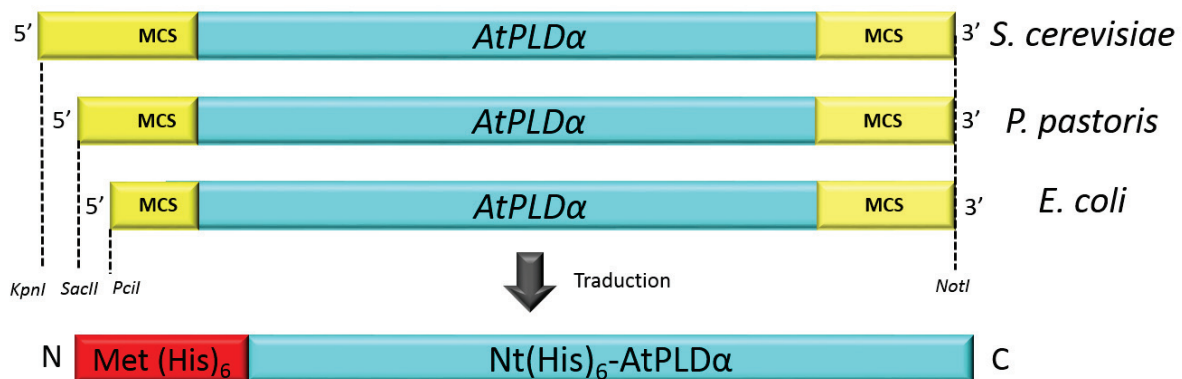 5’ MCS AtPLDα MCS 3’ S. cerevisiae
5’ MCS AtPLDα MCS 3’ P. pastoris
5’ MCS AtPLDα MCS 3’ E. coli
KpnI SacII PciI Traduction NotI
N Met (His)6 Nt(His)6-AtPLDα C